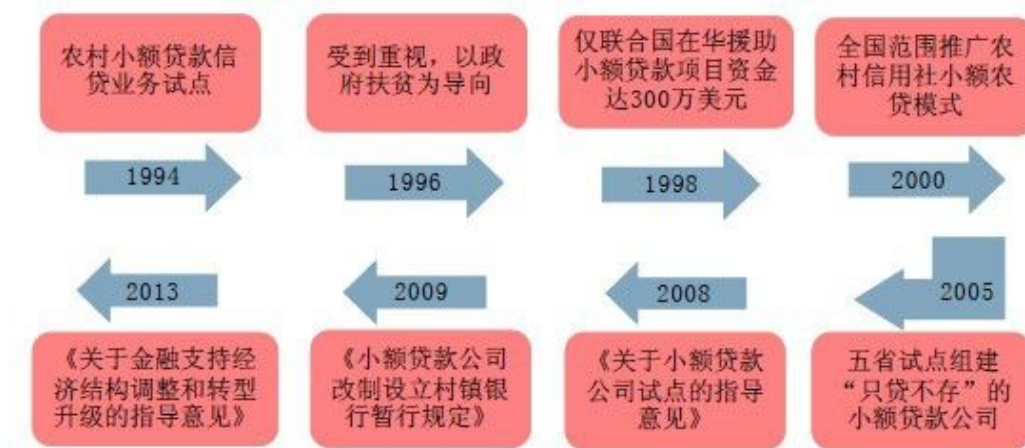 农村小额贷款信
贷业务试点
受到重视，以政
府扶贫为导向
仅联合国在华援助
小额贷款项目资金
达300万美元
全国范围推广农
村信用社小额农
贷模式
1994
1996
1998
2000
2013
2009
2008
2005
《关于金融支持经
济结构调整和转型
升级的指导意见》
《小额贷款公司
改制设立村镇银
行暂行规定》
《关于小额贷款
公司试点的指导
意见》
五省试点组建
“只贷不存”的
小额贷款公司